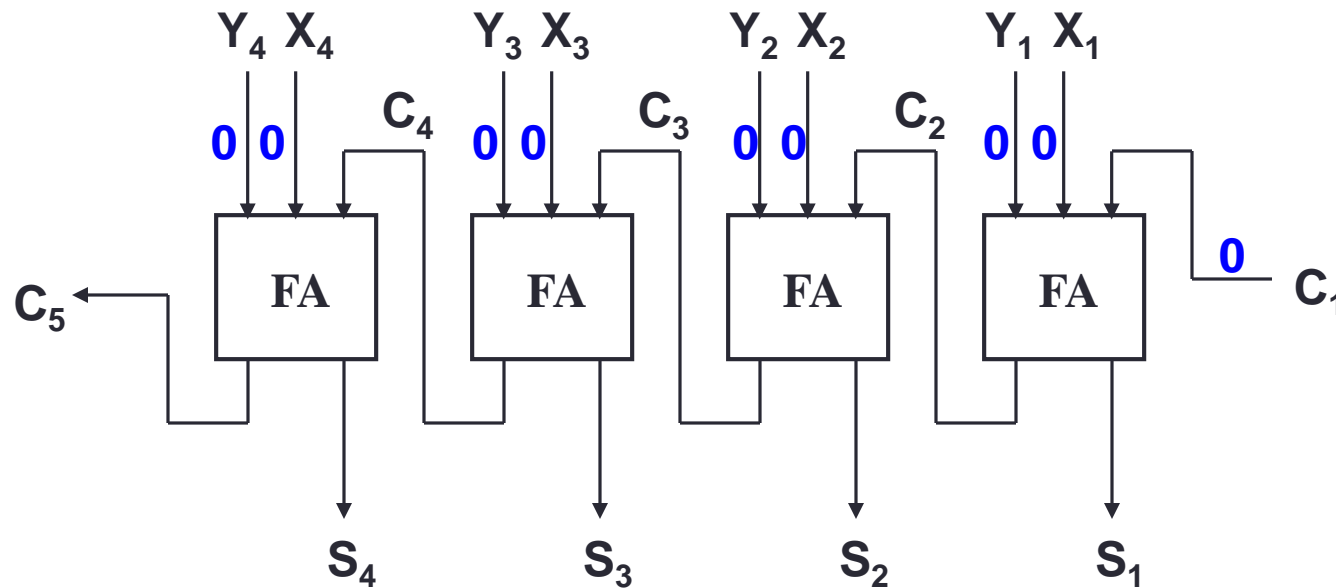 Y₄ X₄ Y₃ X₃ Y₂ X₂ Y₁ X₁
C₄ C₃ C₂
0 0 0 0 0 0 0 0
FA FA FA FA
0
C₅ C₁
S₄ S₃ S₂ S₁